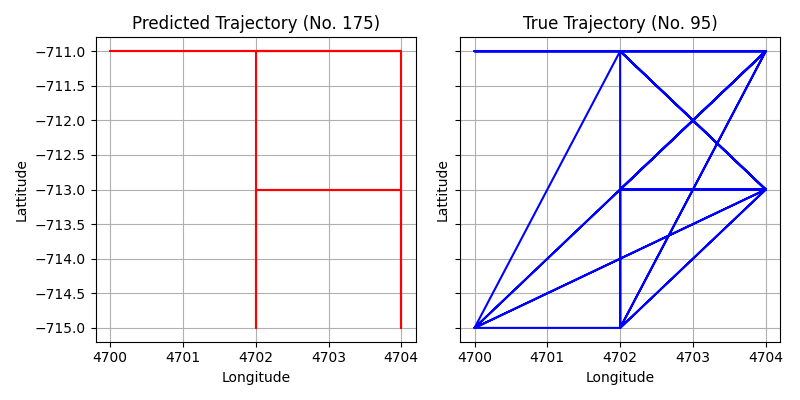 Predicted Trajectory (No. 175)
True Trajectory (No. 95)
−711.0
−711.5
−712.0
−712.5
−713.0
−713.5
−714.0
−714.5
−715.0
Lattitude
Lattitude
4700 4701 4702 4703 4704
4700 4701 4702 4703 4704
Longitude
Longitude